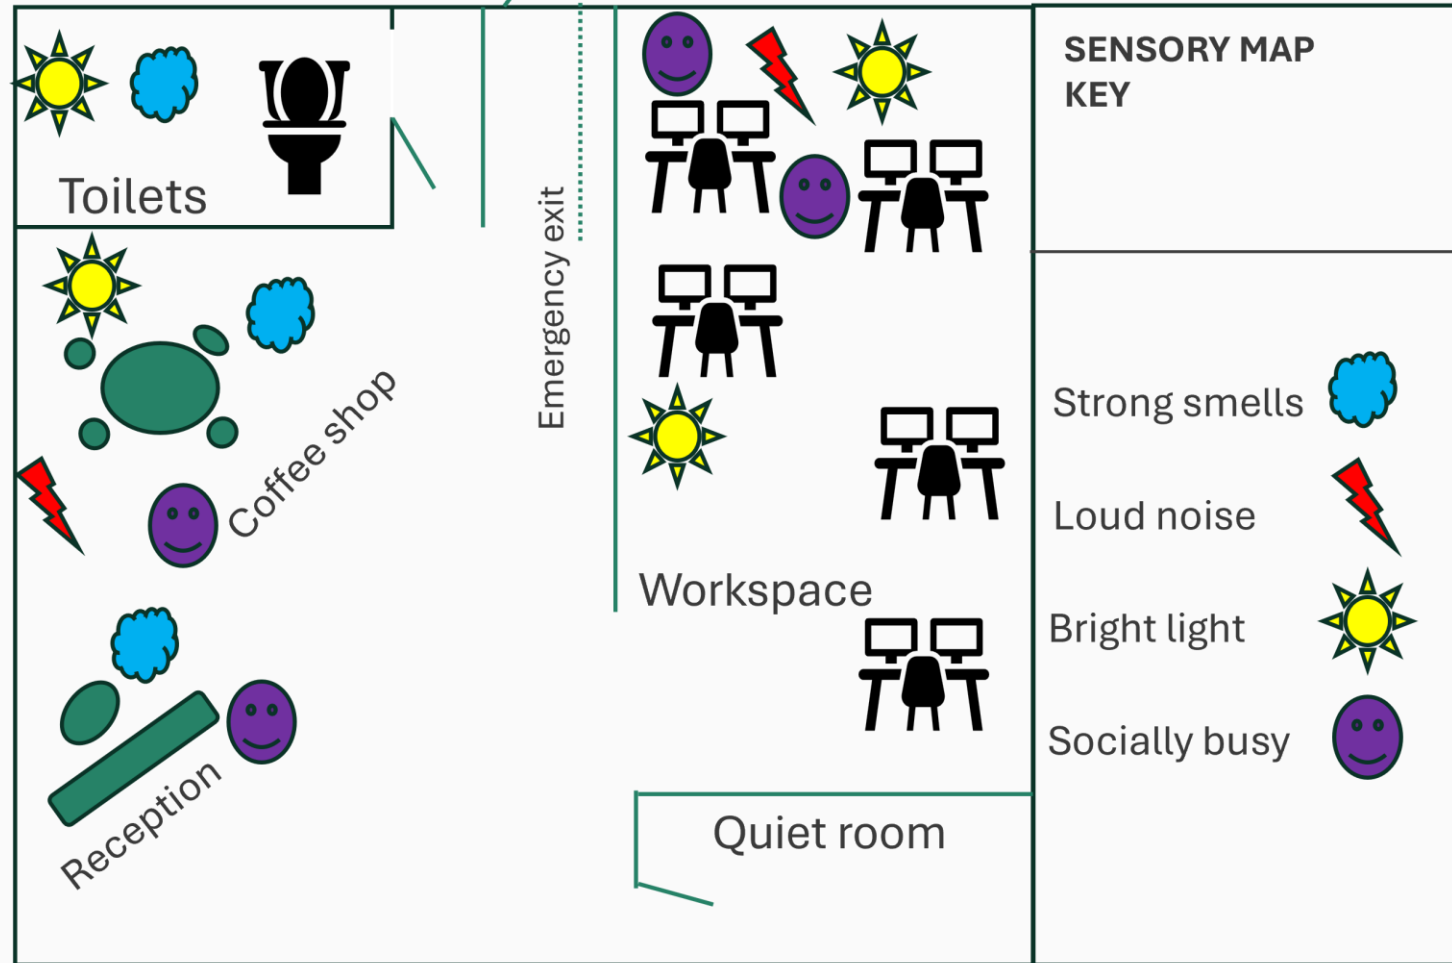 Toilets
Emergency exit
Coffee shop
Workspace
Reception
Quiet room
SENSORY MAP
KEY
Strong smells
Loud noise
Bright light
Socially busy